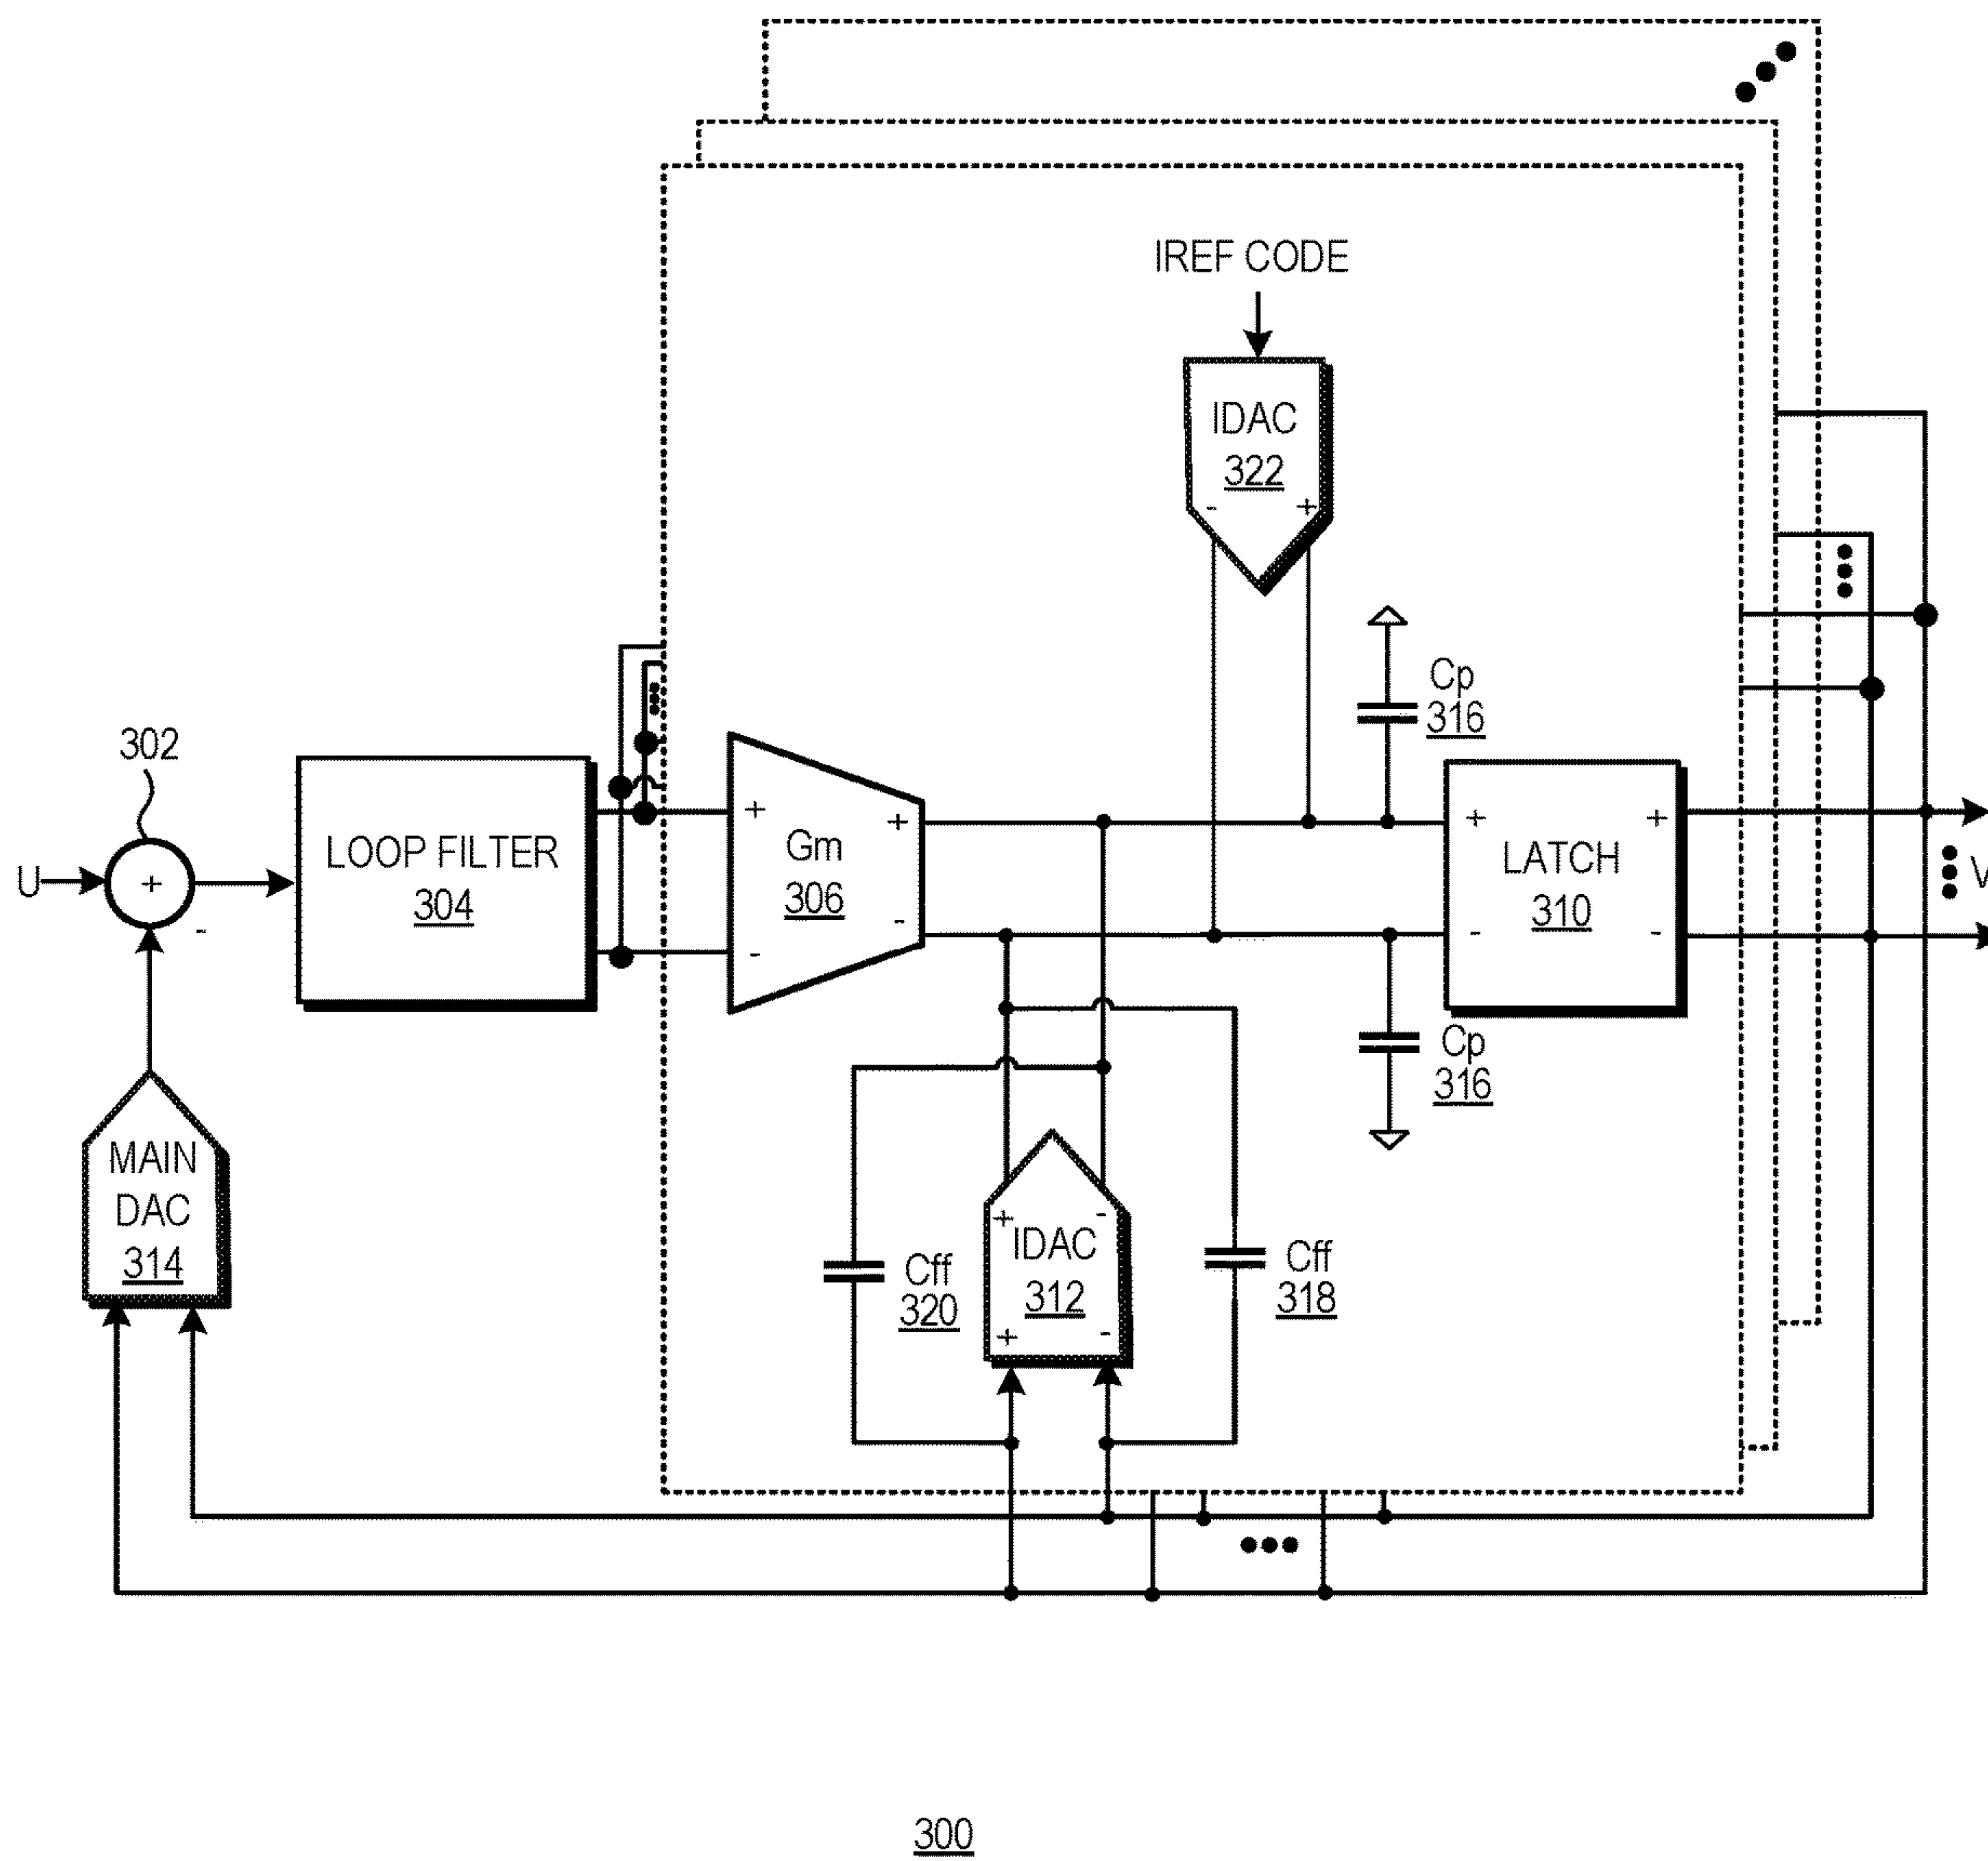 IREF CODE
IDAC
322
- +
Cp
316
302
U
+
-
LOOP FILTER
304
+ +
Gm
306
- -
+ +
LATCH
310
- -
V
Cp
316
MAIN
DAC
314
+ -
IDAC
312
+ -
Cff
320
Cff
318
300